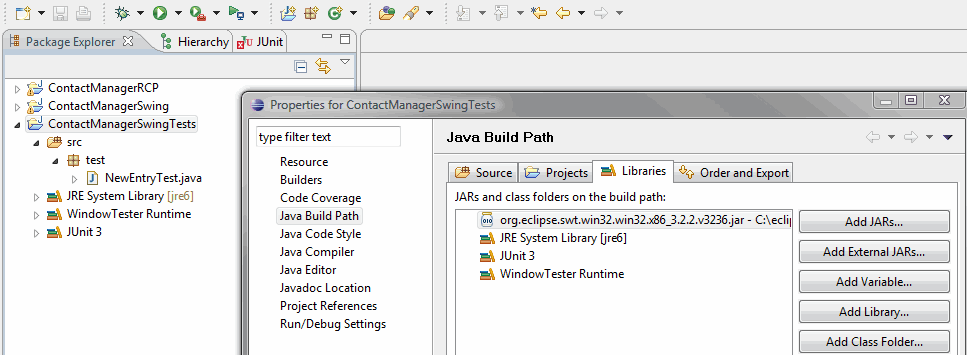 Package Explorer
Hierarchy
JUnit
ContactManagerRCP
ContactManagerSwing
ContactManagerSwingTests
src
test
NewEntryTest.java
JRE System Library [jre6]
WindowTester Runtime
JUnit 3
Properties for ContactManagerSwingTests
type filter text
Resource
Builders
Code Coverage
Java Build Path
Java Code Style
Java Compiler
Java Editor
Javadoc Location
Project References
Run/Debug Settings
Java Build Path
Source
Projects
Libraries
Order and Export
JARs and class folders on the build path:
org.eclipse.swt.win32.win32.x86_3.2.2.v3236.jar - C:\eclip
JRE System Library [jre6]
JUnit 3
WindowTester Runtime
Add JARs...
Add External JARs...
Add Variable...
Add Library...
Add Class Folder...